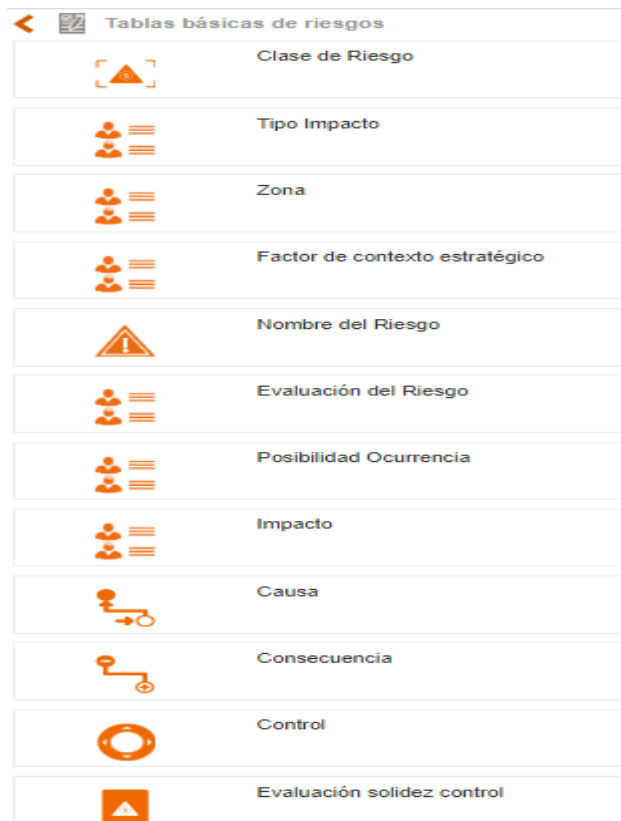 Tablas básicas de riesgos
Clase de Riesgo
Tipo Impacto
Zona
Factor de contexto estratégico
Nombre del Riesgo
Evaluación del Riesgo
Posibilidad Ocurrencia
Impacto
Causa
Consecuencia
Control
Evaluación solidez control